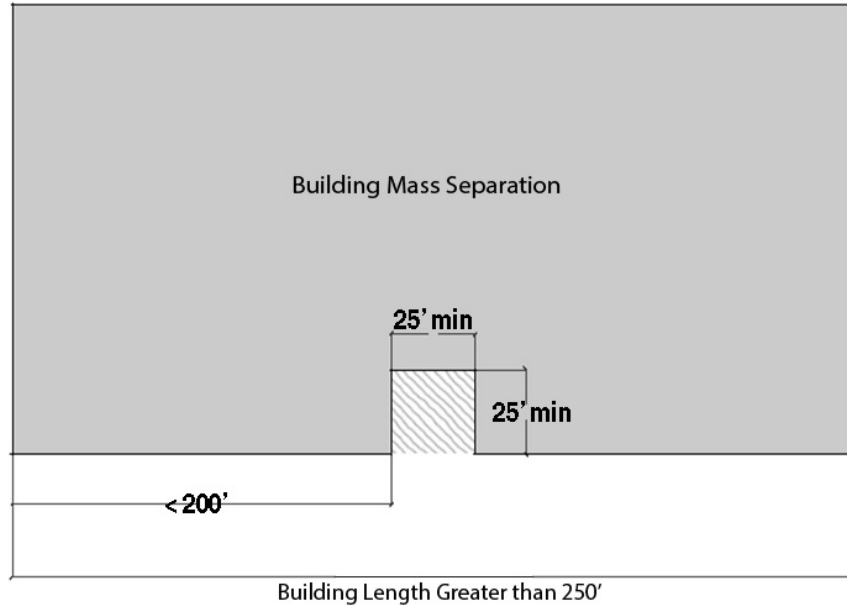 Building Mass Separation
25' min
25' min
< 200'
Building Length Greater than 250'